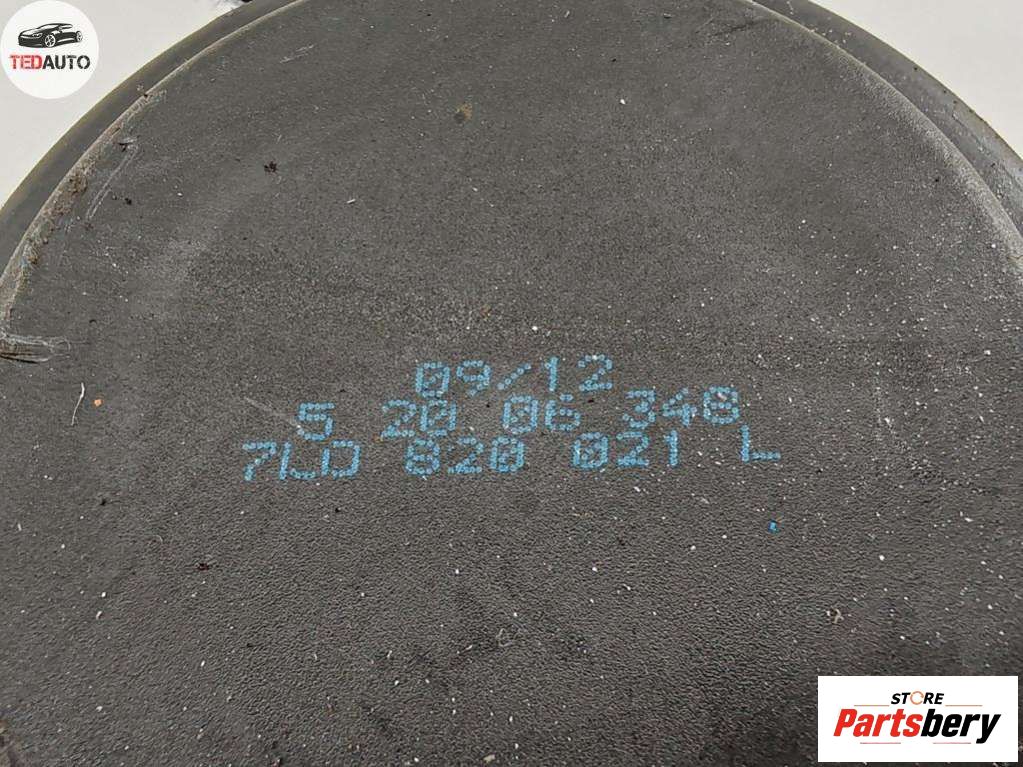 TEDAUTO
09/12
5 20 06 348
7LD 820 021 L
STORE
Partsbery